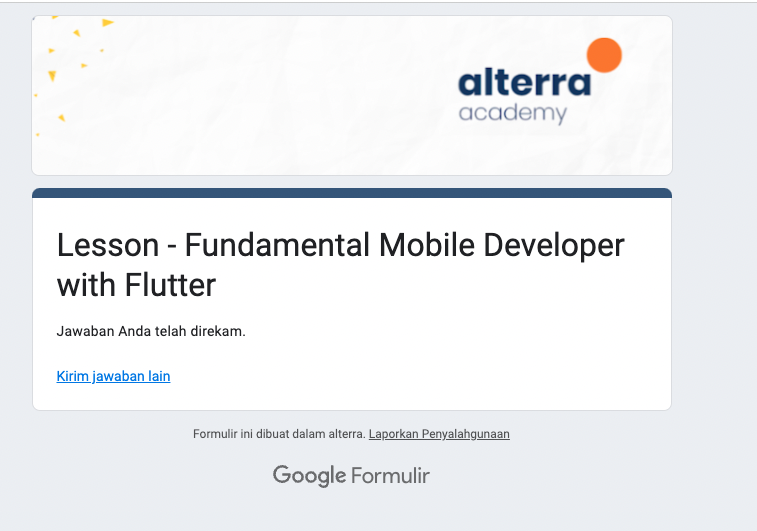 alterra
academy
Lesson - Fundamental Mobile Developer
with Flutter
Jawaban Anda telah direkam.
Kirim jawaban lain
Formulir ini dibuat dalam alterra. Laporkan Penyalahgunaan
Google Formulir